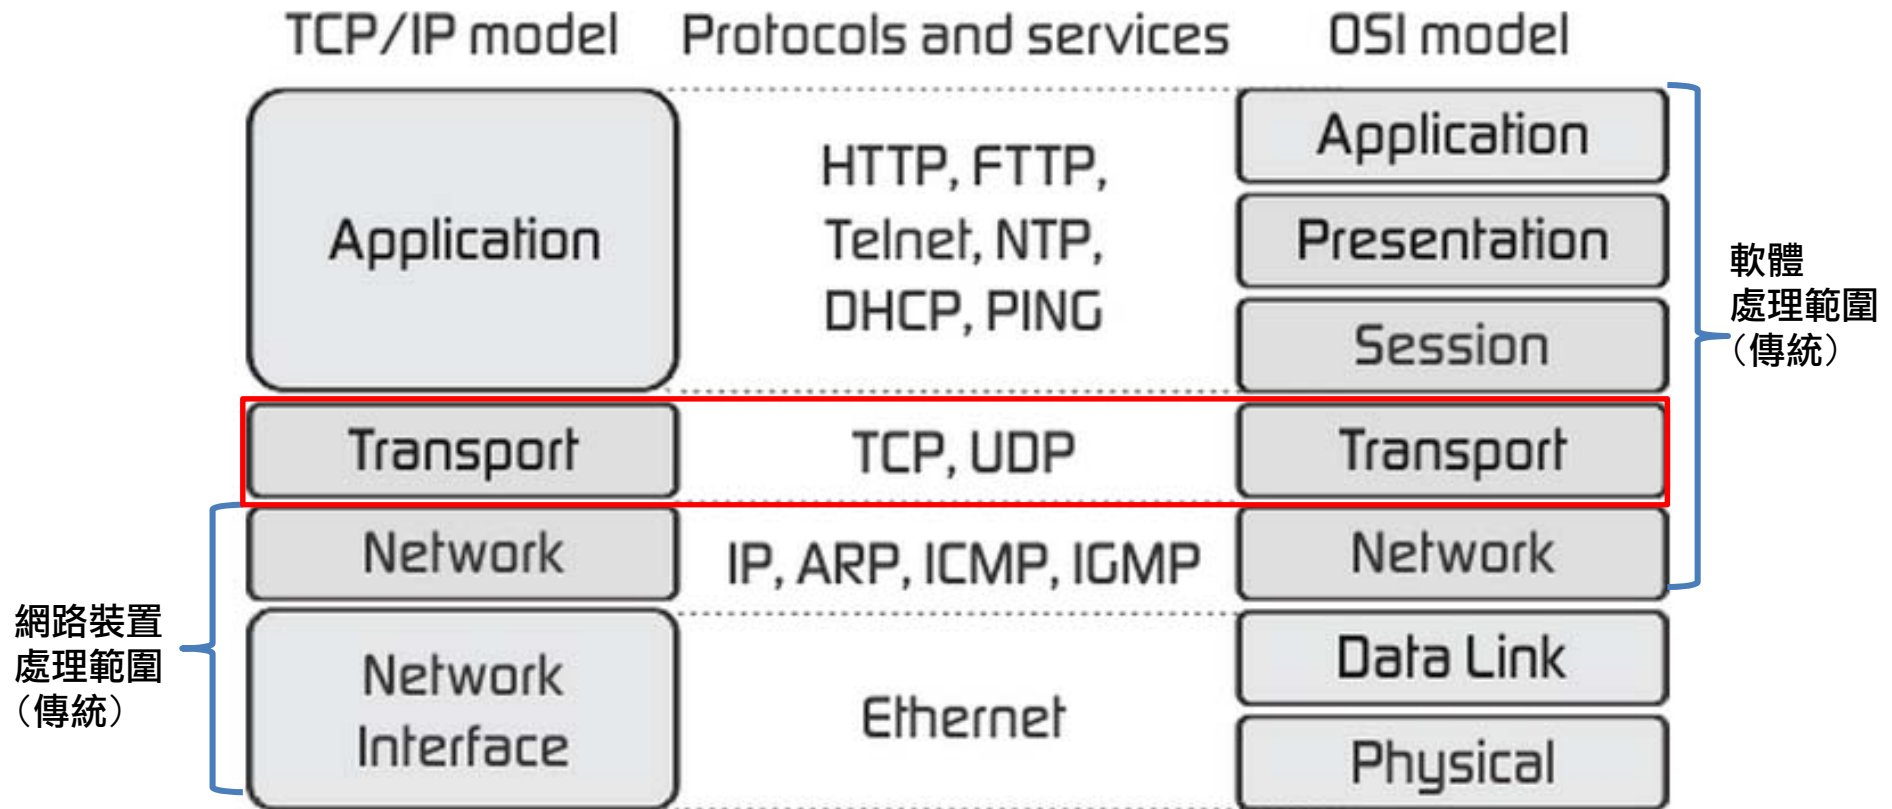 TCP/IP model
Protocols and services
OSI model
Application
HTTP, FTTP,
Telnet, NTP,
DHCP, PING
Application
Presentation
Session
軟體
處理範圍
（傳統）
Transport
TCP, UDP
Transport
Network
IP, ARP, ICMP, IGMP
Network
網路裝置
處理範圍
（傳統）
Network
Interface
Ethernet
Data Link
Physical